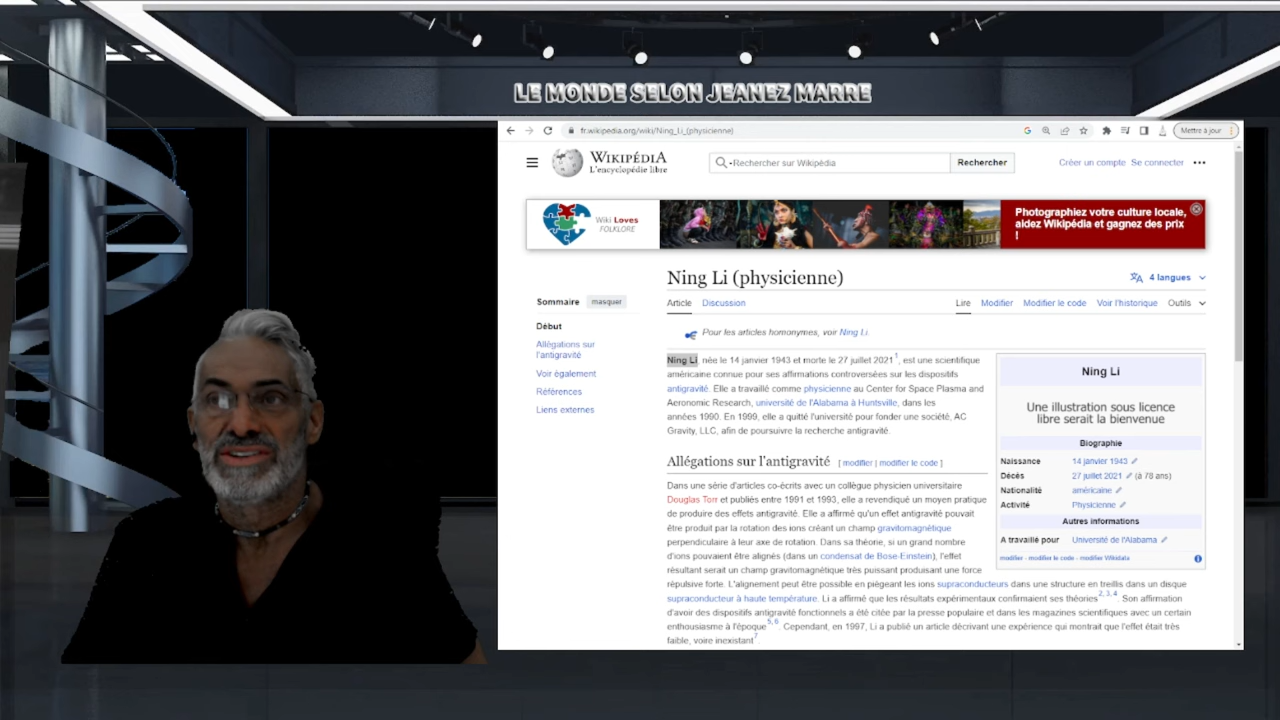 LE MONDE SELON JEANEZ MARRE
fr.wikipedia.org/wiki/Ning_Li_(physicienne)
Mettre à jour
WIKIPÉDIA
L'encyclopédie libre
Rechercher sur Wikipédia
Rechercher
Créer un compte Se connecter
Wiki Loves
FOLKLORE
Photographiez votre culture locale,
aidez Wikipédia et gagnez des prix
!
Ning Li (physicienne)
4 langues
Sommaire masquer
Début
Allégations sur
l'antigravité
Voir également
Références
Liens externes
Article Discussion
Lire Modifier Modifier le code Voir l'historique Outils
Pour les articles homonymes, voir Ning Li.
Ning Li née le 14 janvier 1943 et morte le 27 juillet 2021 1, est une scientifique
américaine connue pour ses affirmations controversées sur les dispositifs
antigravité. Elle a travaillé comme physicienne au Center for Space Plasma and
Aeronomic Research, université de l'Alabama à Huntsville, dans les
années 1990. En 1999, elle a quitté l'université pour fonder une société, AC
Gravity, LLC, afin de poursuivre la recherche antigravité.
Allégations sur l'antigravité [ modifier | modifier le code ]
Dans une série d'articles co-écrits avec un collègue physicien universitaire
Douglas Torr et publiés entre 1991 et 1993, elle a revendiqué un moyen pratique
de produire des effets antigravité. Elle a affirmé qu'un effet antigravité pouvait
être produit par la rotation des ions créant un champ gravitomagnétique
perpendiculaire à leur axe de rotation. Dans sa théorie, si un grand nombre
d'ions pouvaient être alignés (dans un condensat de Bose-Einstein), l'effet
résultant serait un champ gravitomagnétique très puissant produisant une force
répulsive forte. L'alignement peut être possible en piégeant les ions supraconducteurs dans une structure en treillis dans un disque
supraconducteur à haute température. Li a affirmé que les résultats expérimentaux confirmaient ses théories 2, 3, 4. Son affirmation
d'avoir des dispositifs antigravité fonctionnels a été citée par la presse populaire et dans les magazines scientifiques avec un certain
enthousiasme à l'époque 5, 6. Cependant, en 1997, Li a publié un article décrivant une expérience qui montrait que l'effet était très
faible, voire inexistant 7.
Ning Li
Une illustration sous licence
libre serait la bienvenue
Biographie
Naissance 14 janvier 1943
Décès 27 juillet 2021 (à 78 ans)
Nationalité américaine
Activité Physicienne
Autres informations
A travaillé pour Université de l'Alabama
modifier - modifier le code - modifier Wikidata